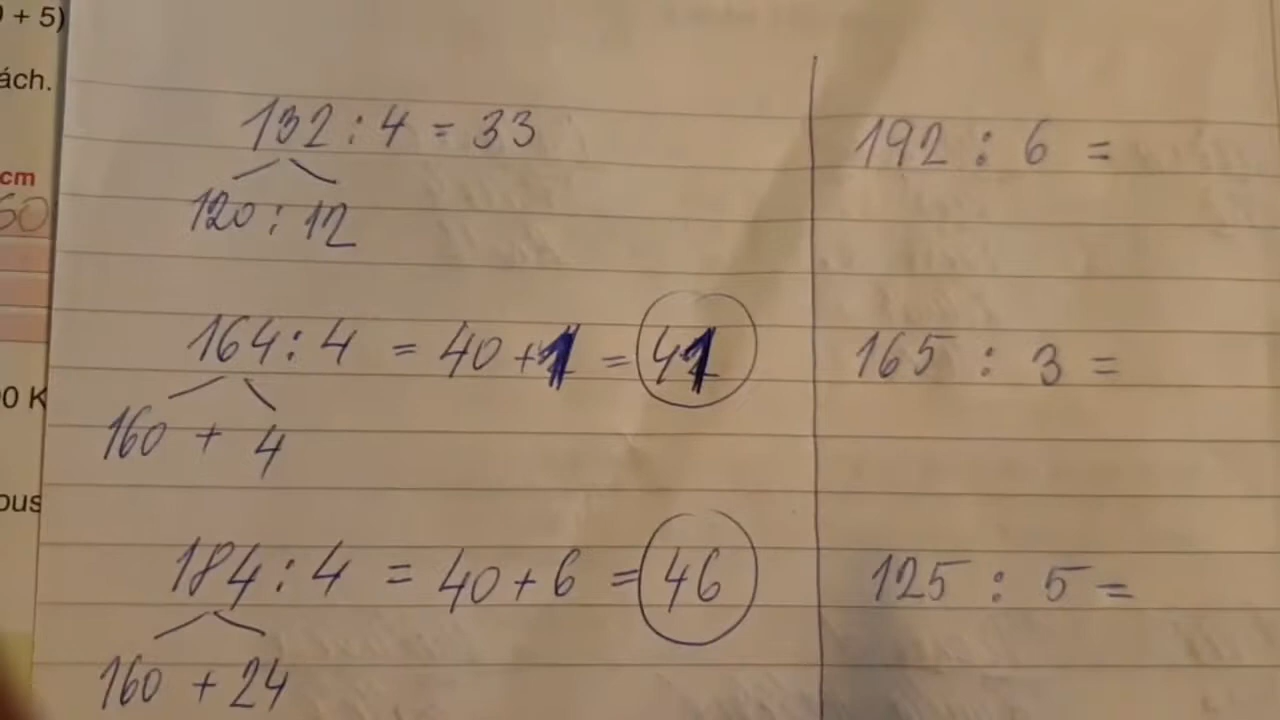 + 5)
ách.
cm
60
0 K
ous
132 : 4 = 33
120 : 12
164 : 4 = 40 + 1 = 41
160 + 4
184 : 4 = 40 + 6 = 46
160 + 24
192 : 6 =
165 : 3 =
125 : 5 =